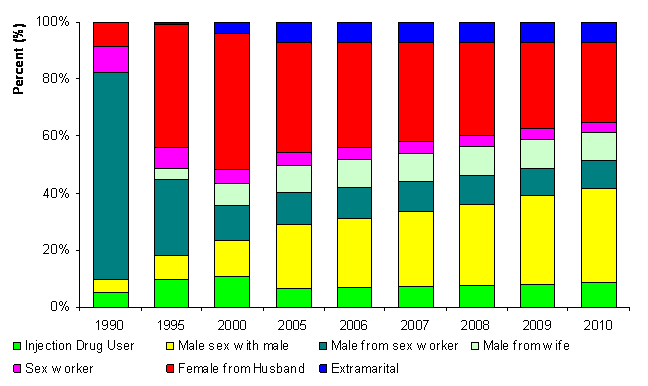 Percent (%)
100%
80%
60%
40%
20%
0%
1990 1995 2000 2005 2006 2007 2008 2009 2010
Injection Drug User Male sex with male Male from sex worker Male from wife
Sex worker Female from Husband Extramarital